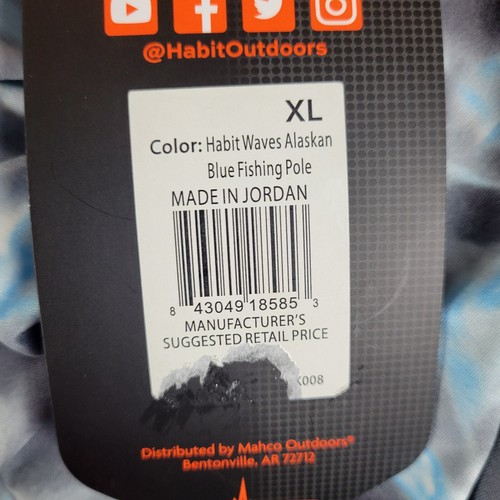 @HabitOutdoors
XL
Color: Habit Waves Alaskan
Blue Fishing Pole
MADE IN JORDAN
8 43049 18585 3
MANUFACTURER'S
SUGGESTED RETAIL PRICE
K008
Distributed by Mahco Outdoors®
Bentonville, AR 72712